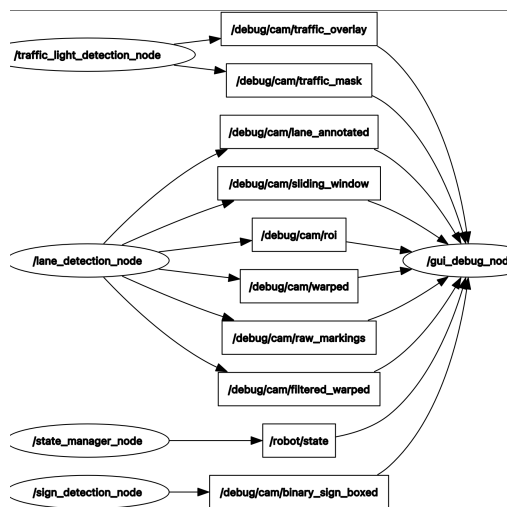 /debug/cam/traffic_overlay
/traffic_light_detection_node
/debug/cam/traffic_mask
/debug/cam/lane_annotated
/debug/cam/sliding_window
/debug/cam/roi
/lane_detection_node
/gui_debug_nod
/debug/cam/warped
/debug/cam/raw_markings
/debug/cam/filtered_warped
/state_manager_node
/robot/state
/sign_detection_node
/debug/cam/binary_sign_boxed